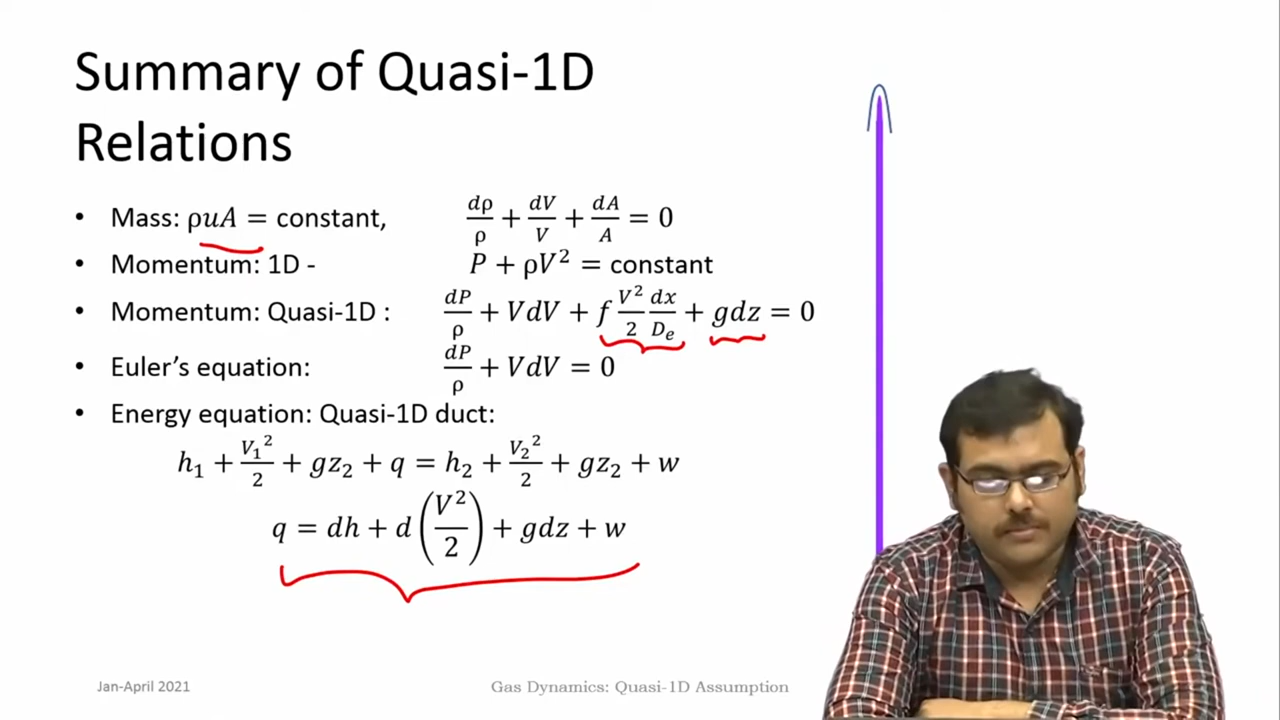 Summary of Quasi-1D
Relations
• Mass: ρuA = constant, dρ/ρ + dV/V + dA/A = 0
• Momentum: 1D - P + ρV² = constant
• Momentum: Quasi-1D : dP/ρ + VdV + f V²/2 dx/Dₑ + gdz = 0
• Euler's equation: dP/ρ + VdV = 0
• Energy equation: Quasi-1D duct:
h₁ + V₁²/2 + gz₂ + q = h₂ + V₂²/2 + gz₂ + w
q = dh + d(V²/2) + gdz + w
Jan-April 2021
Gas Dynamics: Quasi-1D Assumption